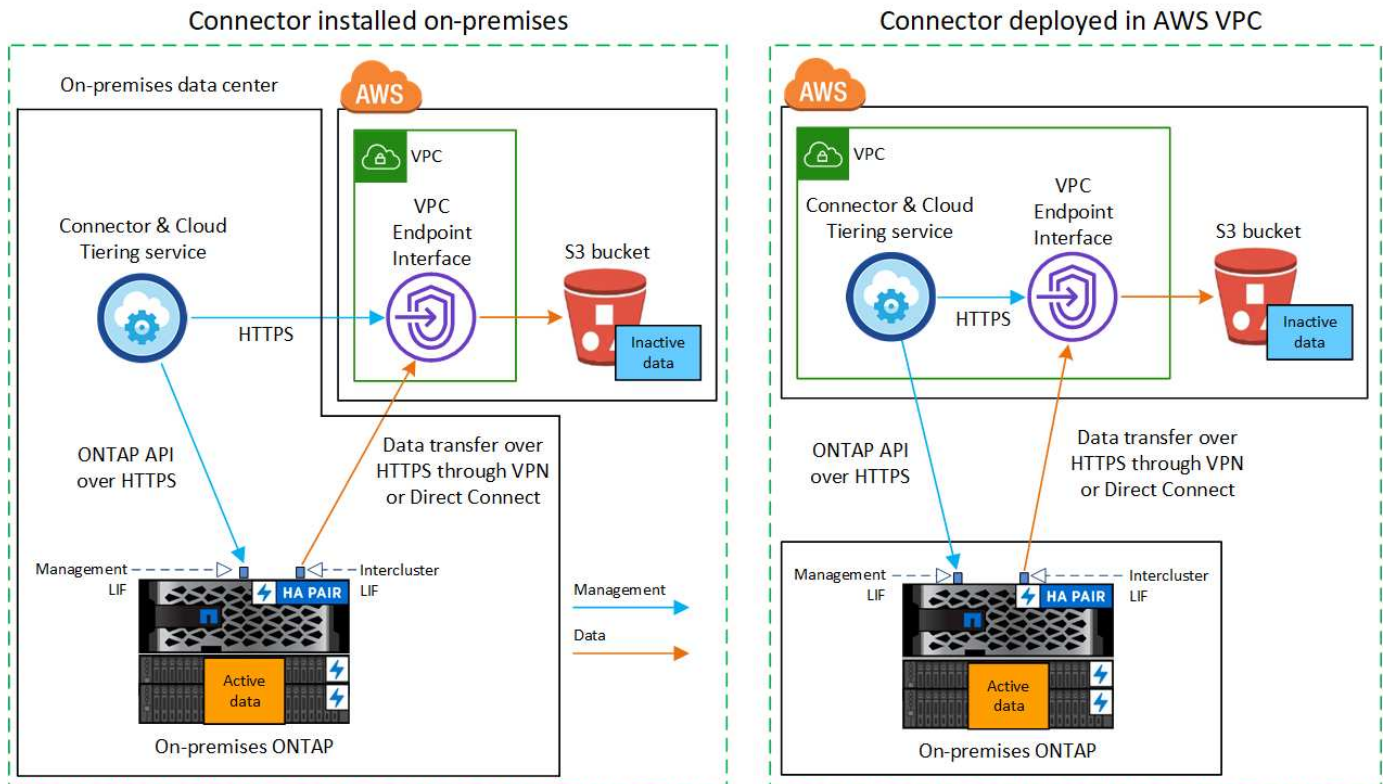 Connector installed on-premises
On-premises data center
AWS
VPC
VPC
Endpoint
Interface
Connector & Cloud
Tiering service
S3 bucket
HTTPS
Inactive
data
ONTAP API
over HTTPS
Data transfer over
HTTPS through VPN
or Direct Connect
Management
LIF
Intercluster
LIF
HA PAIR
Management
Data
Active
data
On-premises ONTAP
Connector deployed in AWS VPC
AWS
VPC
VPC
Endpoint
Interface
Connector & Cloud
Tiering service
S3 bucket
HTTPS
Inactive
data
ONTAP API
over HTTPS
Data transfer over
HTTPS through VPN
or Direct Connect
Management
LIF
Intercluster
LIF
HA PAIR
Active
data
On-premises ONTAP